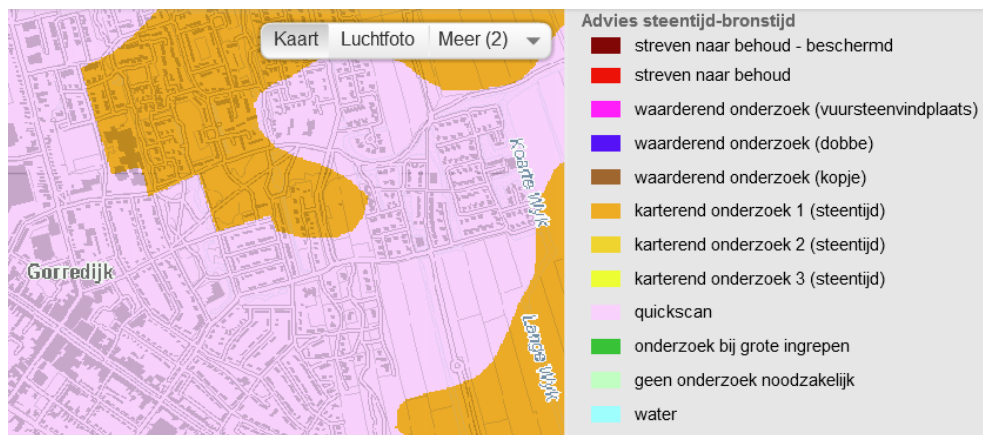 Kaart Luchtfoto Meer (2)
Koarte Wyk
Gorredijk
Lange Wyk
Advies steentijd-bronstijd
streven naar behoud - beschermd
streven naar behoud
waarderend onderzoek (vuursteenvindplaats)
waarderend onderzoek (dobbe)
waarderend onderzoek (kopje)
karterend onderzoek 1 (steentijd)
karterend onderzoek 2 (steentijd)
karterend onderzoek 3 (steentijd)
quickscan
onderzoek bij grote ingrepen
geen onderzoek noodzakelijk
water